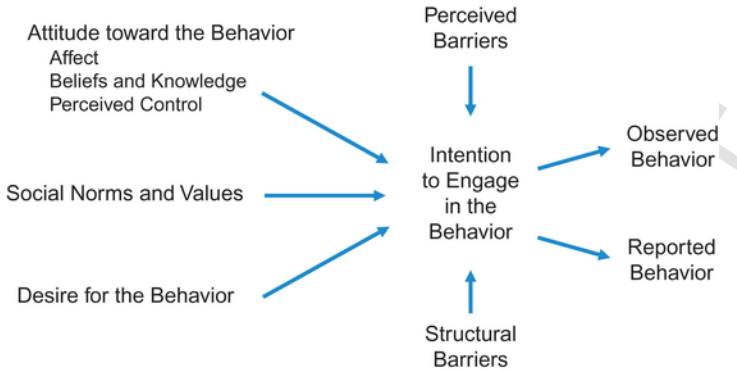 Attitude toward the Behavior
Affect
Beliefs and Knowledge
Perceived Control
Social Norms and Values
Desire for the Behavior
Perceived
Barriers
Intention
to Engage
in the
Behavior
Structural
Barriers
Observed
Behavior
Reported
Behavior